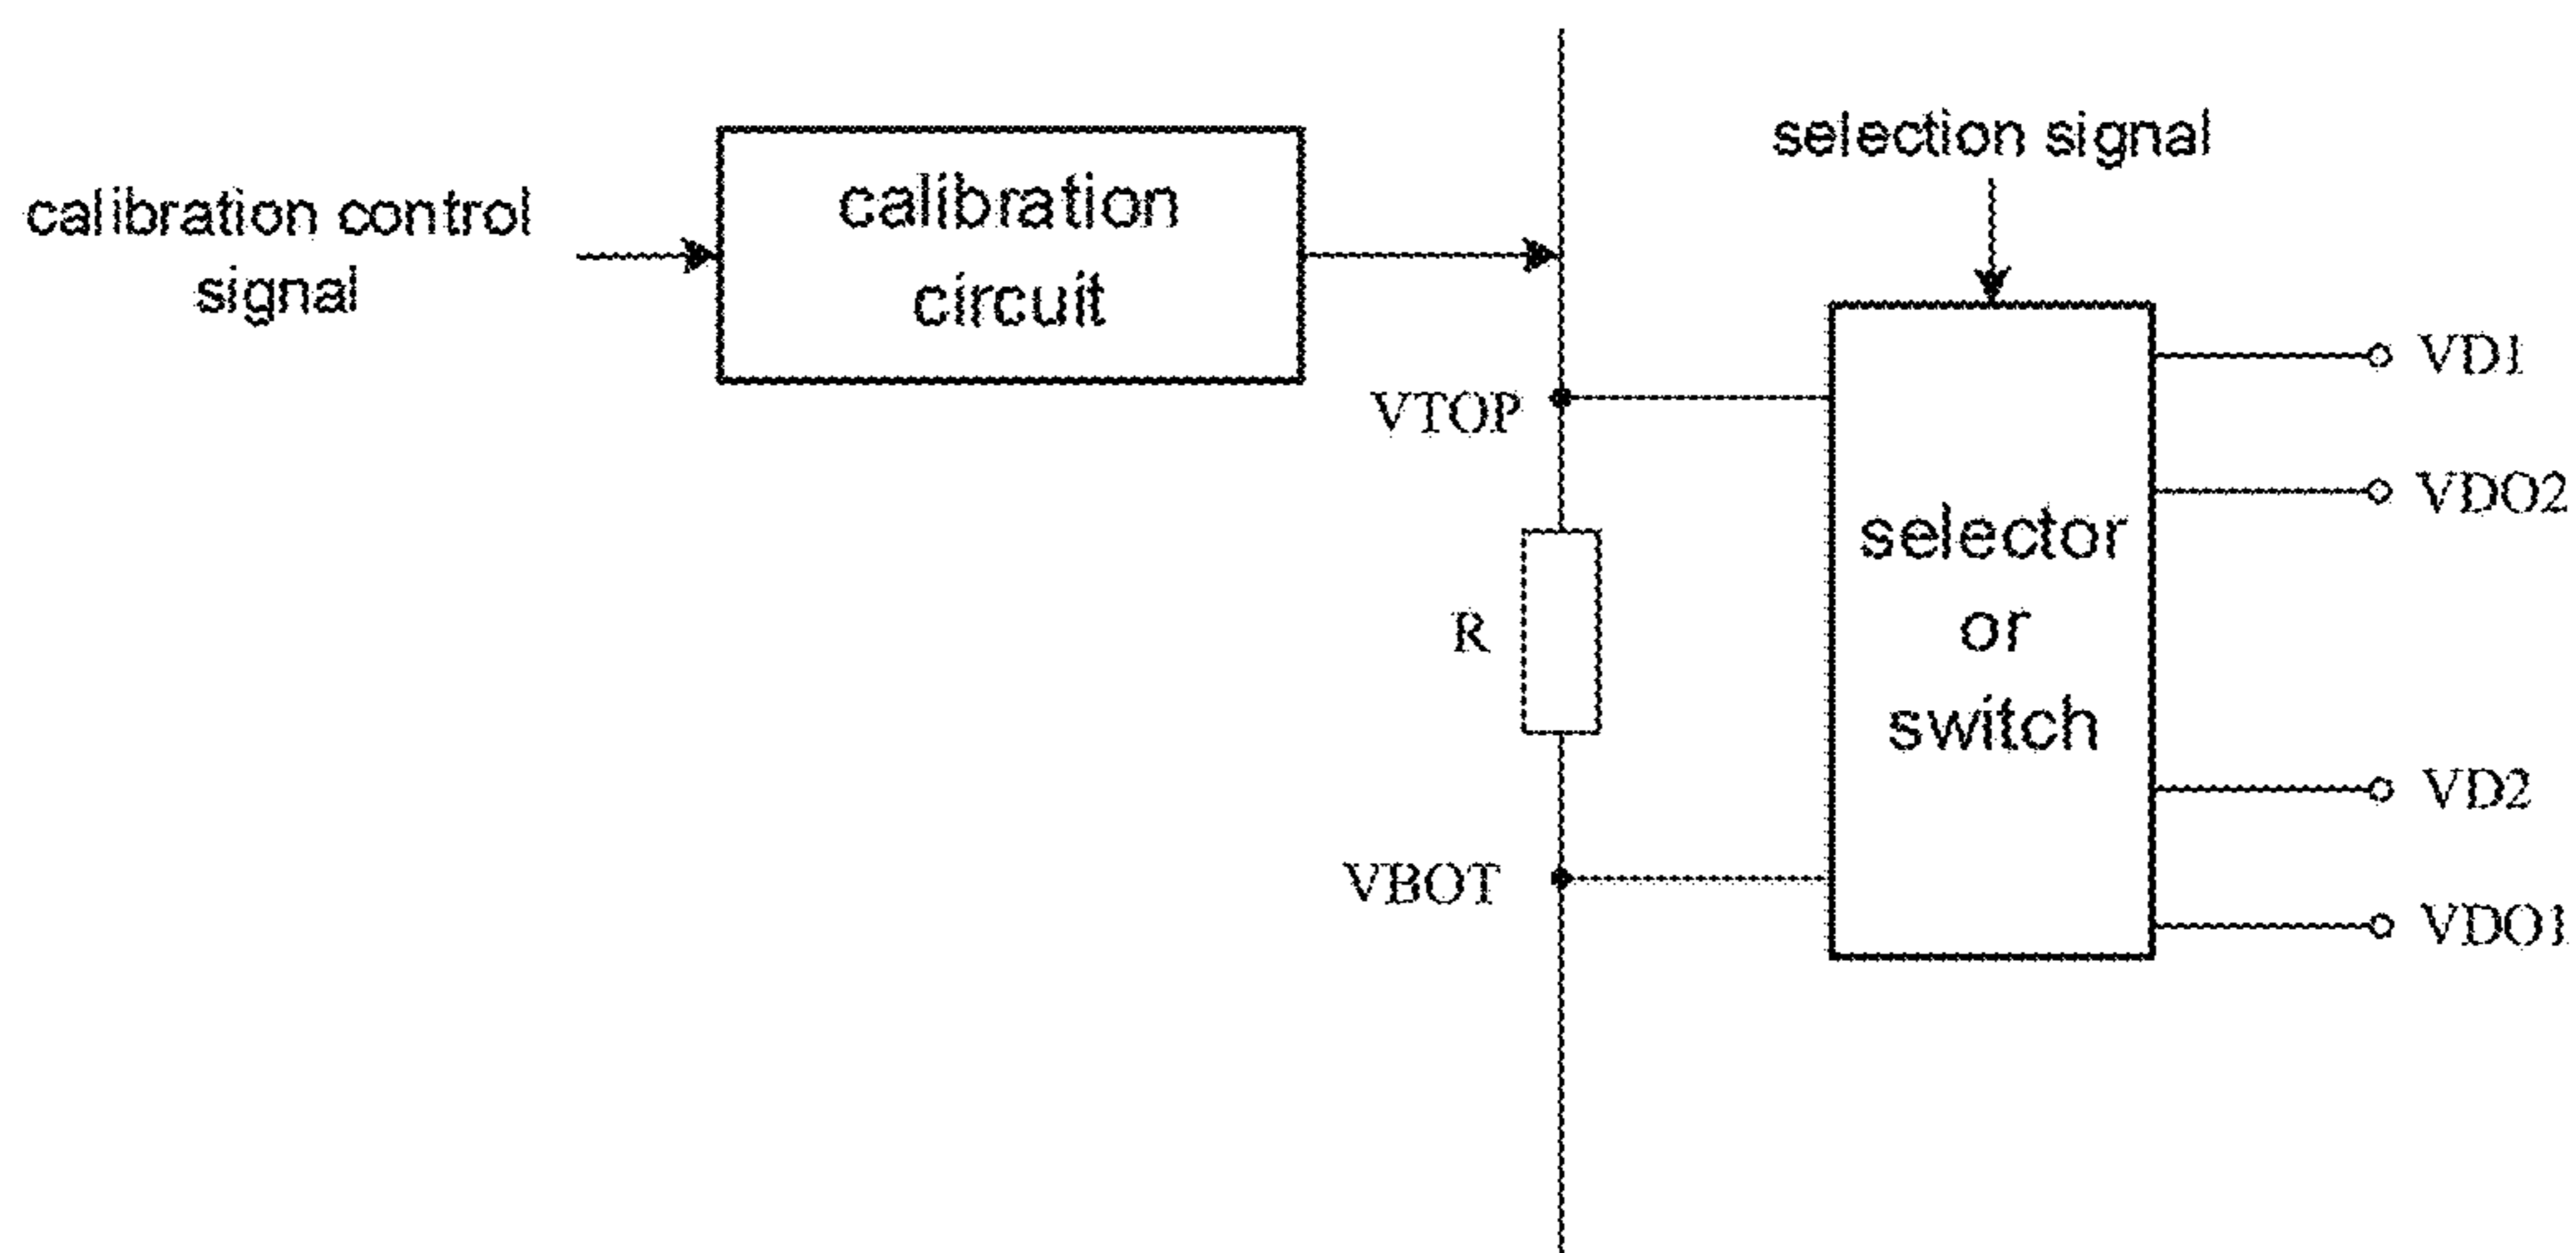 calibration control
signal
calibration
circuit
selection signal
VTOP
R
VBOT
selector
or
switch
VD1
VDO2
VD2
VDO1